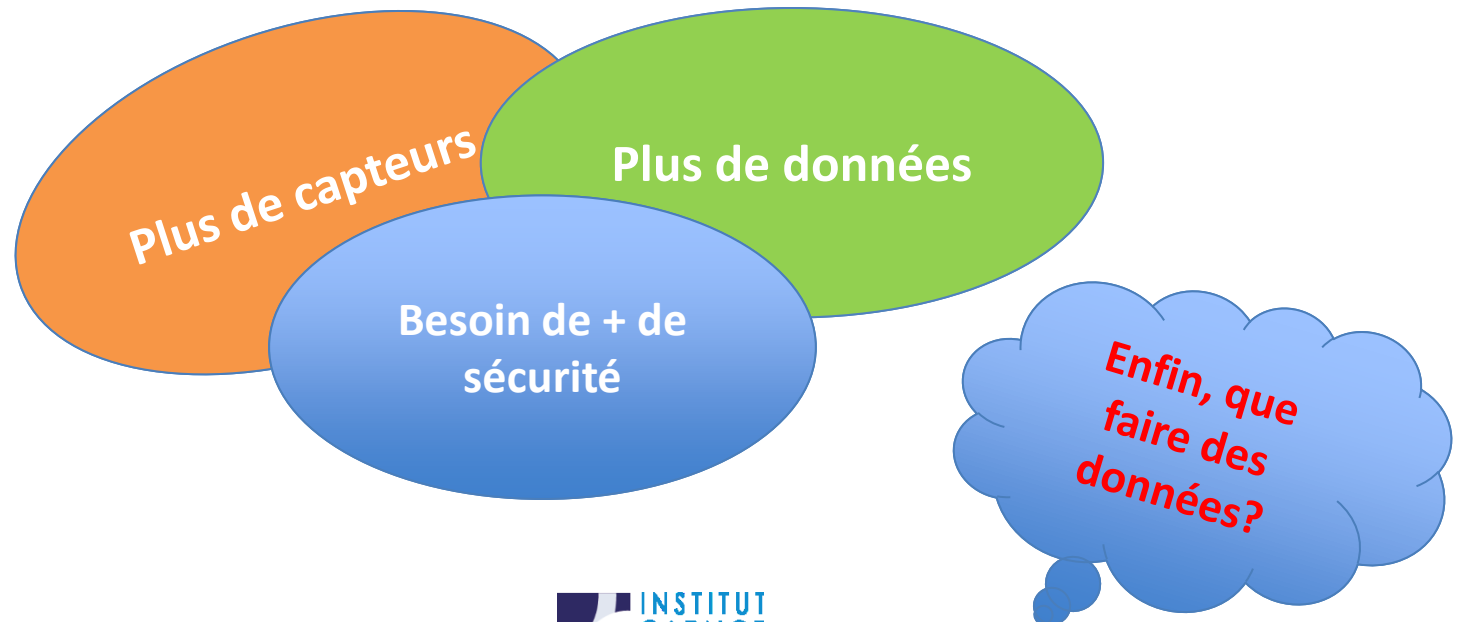 Plus de capteurs
Plus de données
Besoin de + de
sécurité
Enfin, que
faire des
données?
INSTITUT